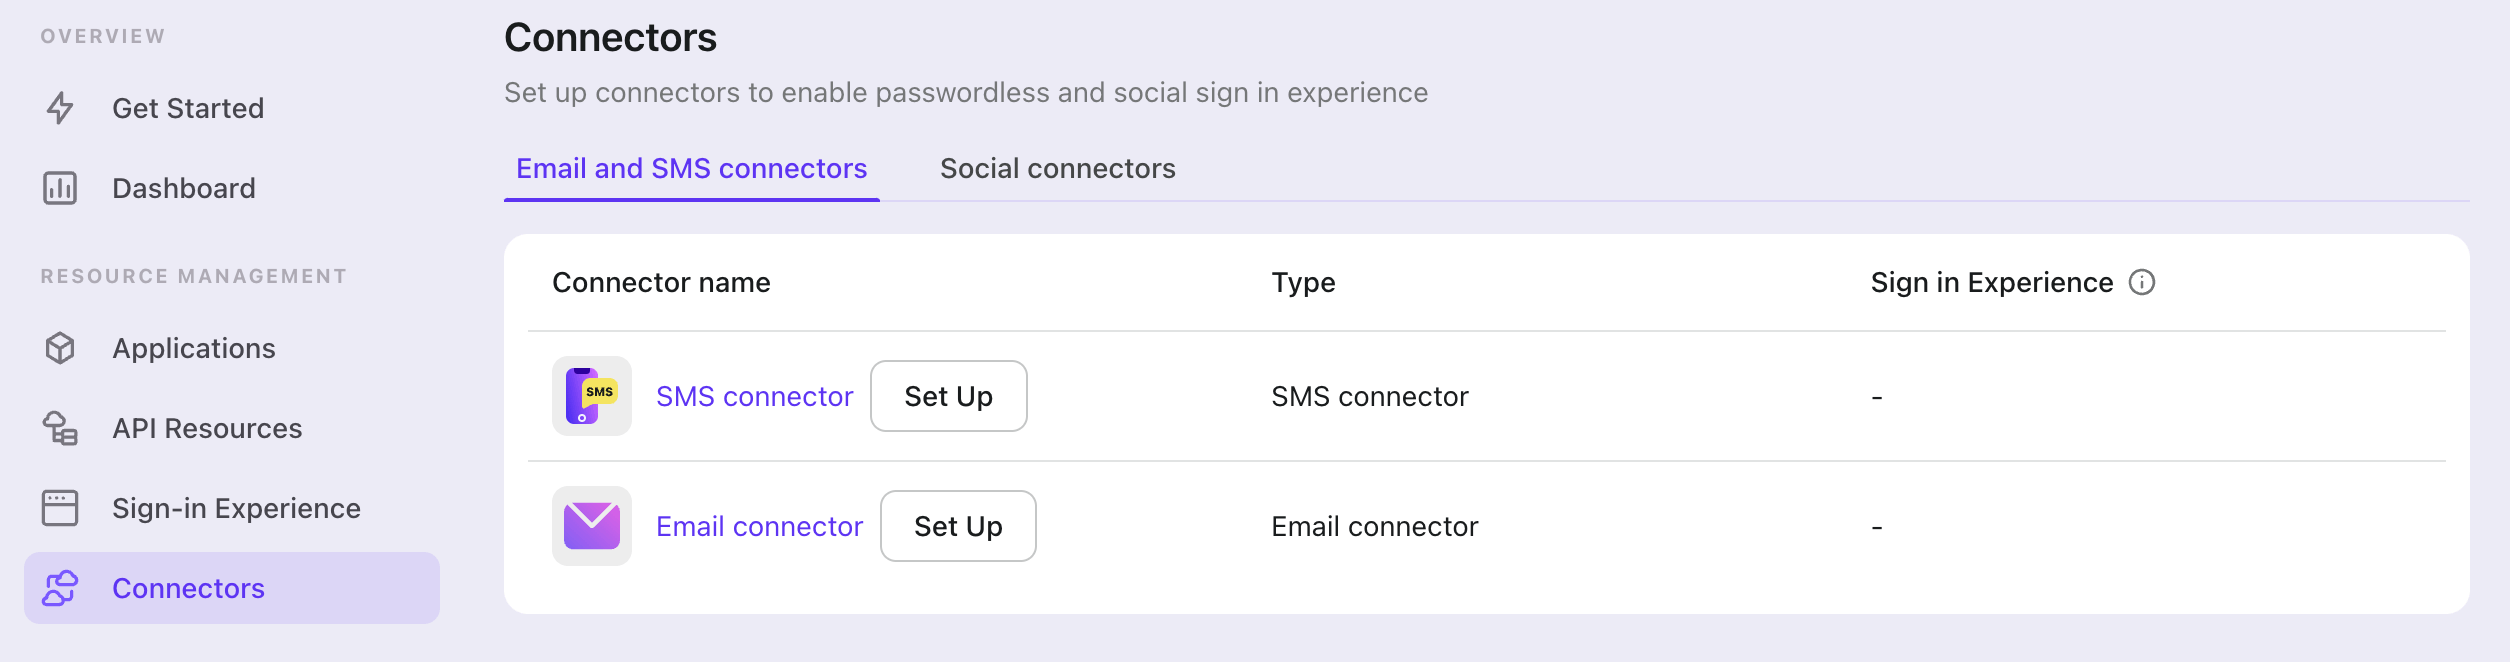 OVERVIEW
Get Started
Dashboard
RESOURCE MANAGEMENT
Applications
API Resources
Sign-in Experience
Connectors
Connectors
Set up connectors to enable passwordless and social sign in experience
Email and SMS connectors Social connectors
Connector name Type Sign in Experience
SMS SMS connector Set Up SMS connector -
Email connector Set Up Email connector -